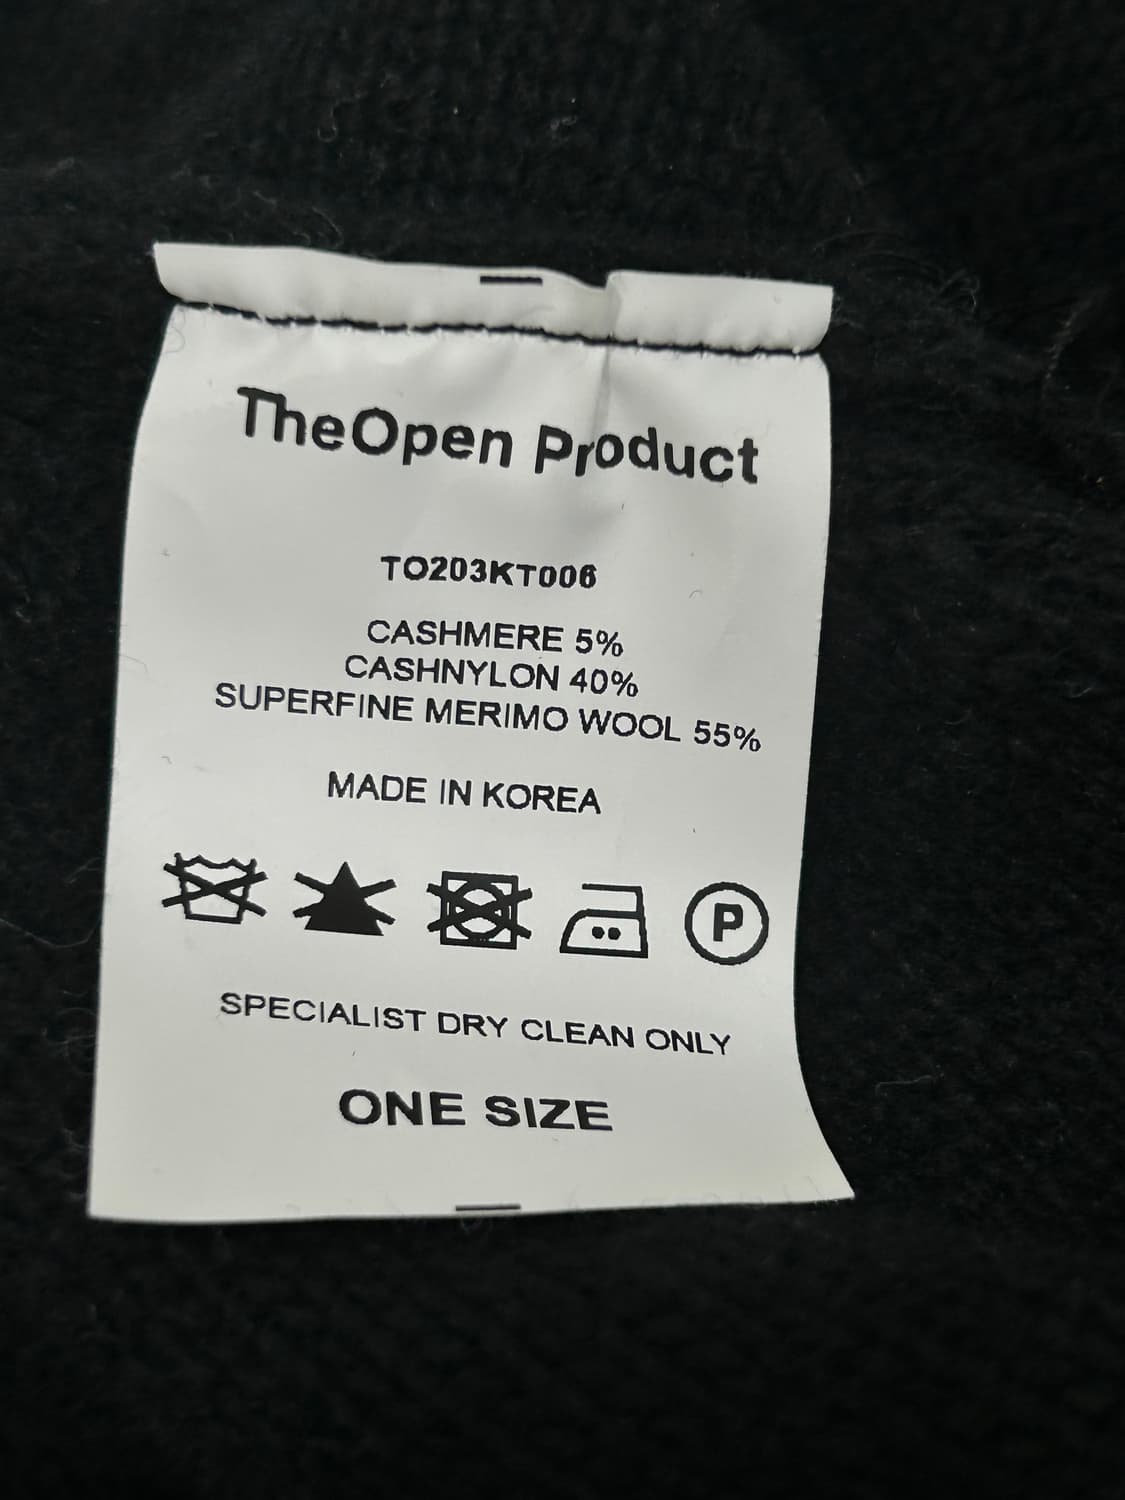 TheOpen Product
TO203KT006
CASHMERE 5%
CASHNYLON 40%
SUPERFINE MERIMO WOOL 55%
MADE IN KOREA
P
SPECIALIST DRY CLEAN ONLY
ONE SIZE